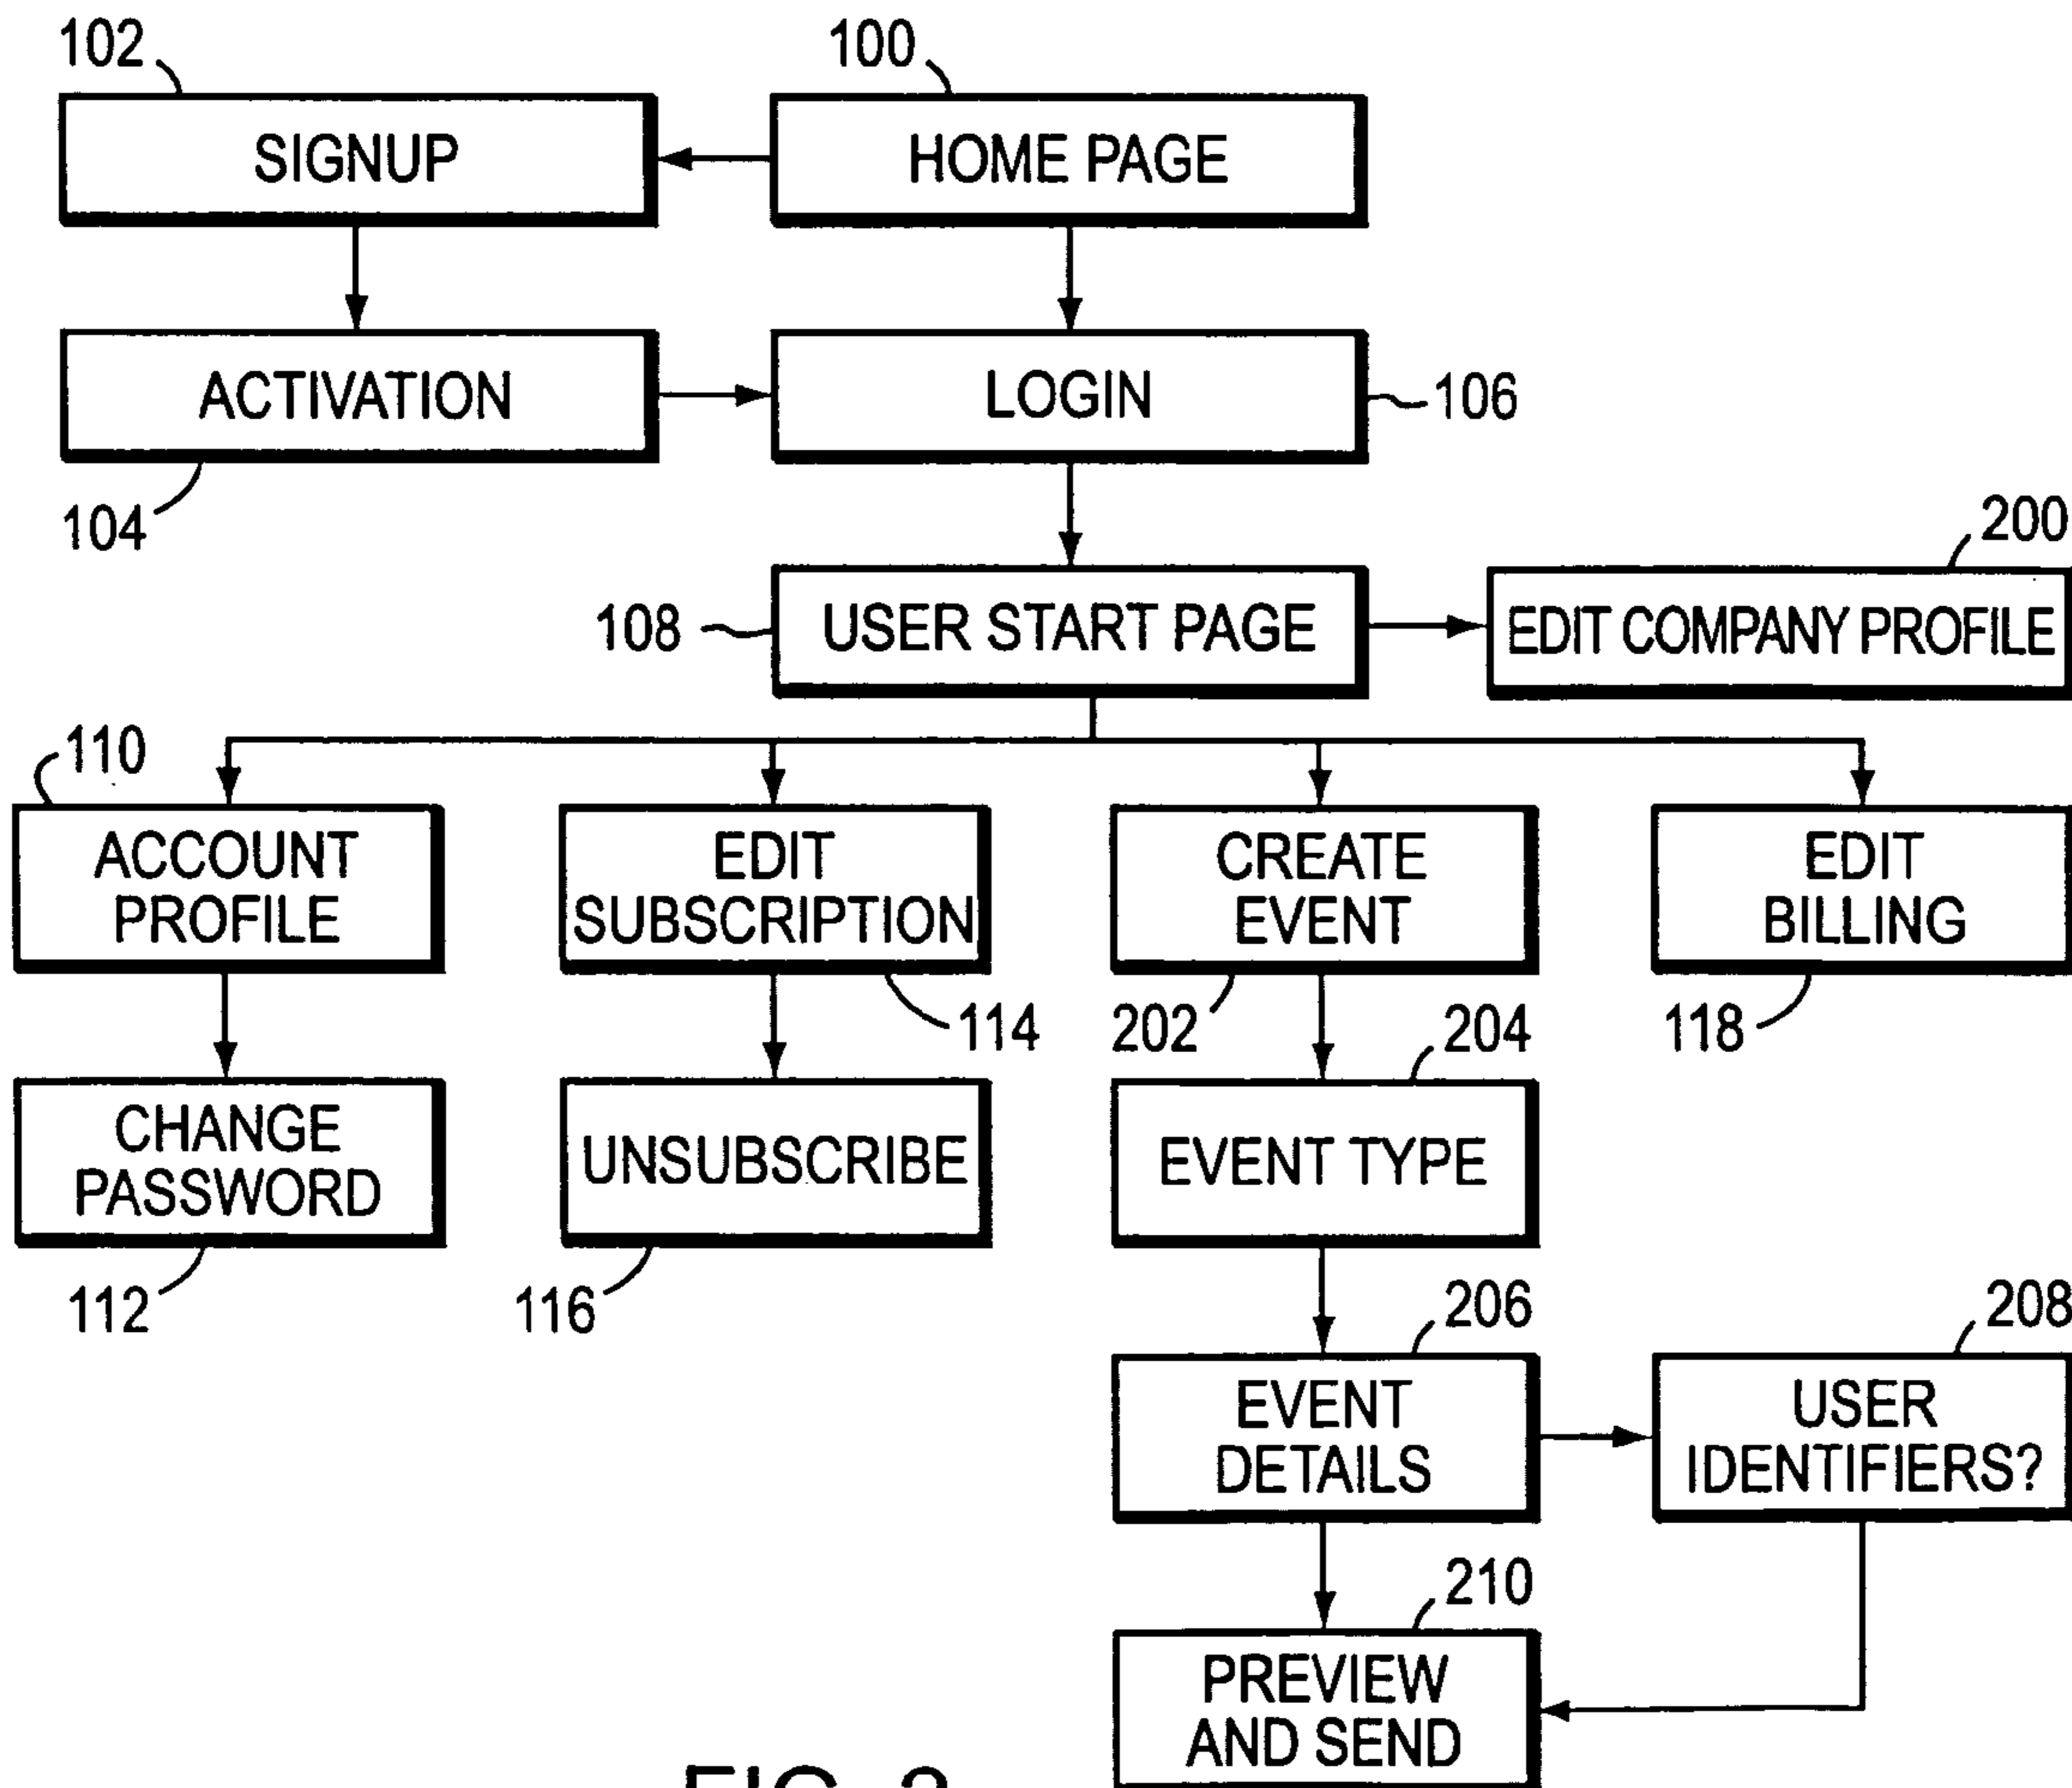 102
100
SIGNUP
HOME PAGE
ACTIVATION
LOGIN
106
104
200
108
USER START PAGE
EDIT COMPANY PROFILE
110
ACCOUNT
PROFILE
EDIT
SUBSCRIPTION
CREATE
EVENT
EDIT
BILLING
114
202
204
118
CHANGE
PASSWORD
UNSUBSCRIBE
EVENT TYPE
112
116
206
208
EVENT
DETAILS
USER
IDENTIFIERS?
210
PREVIEW
AND SEND